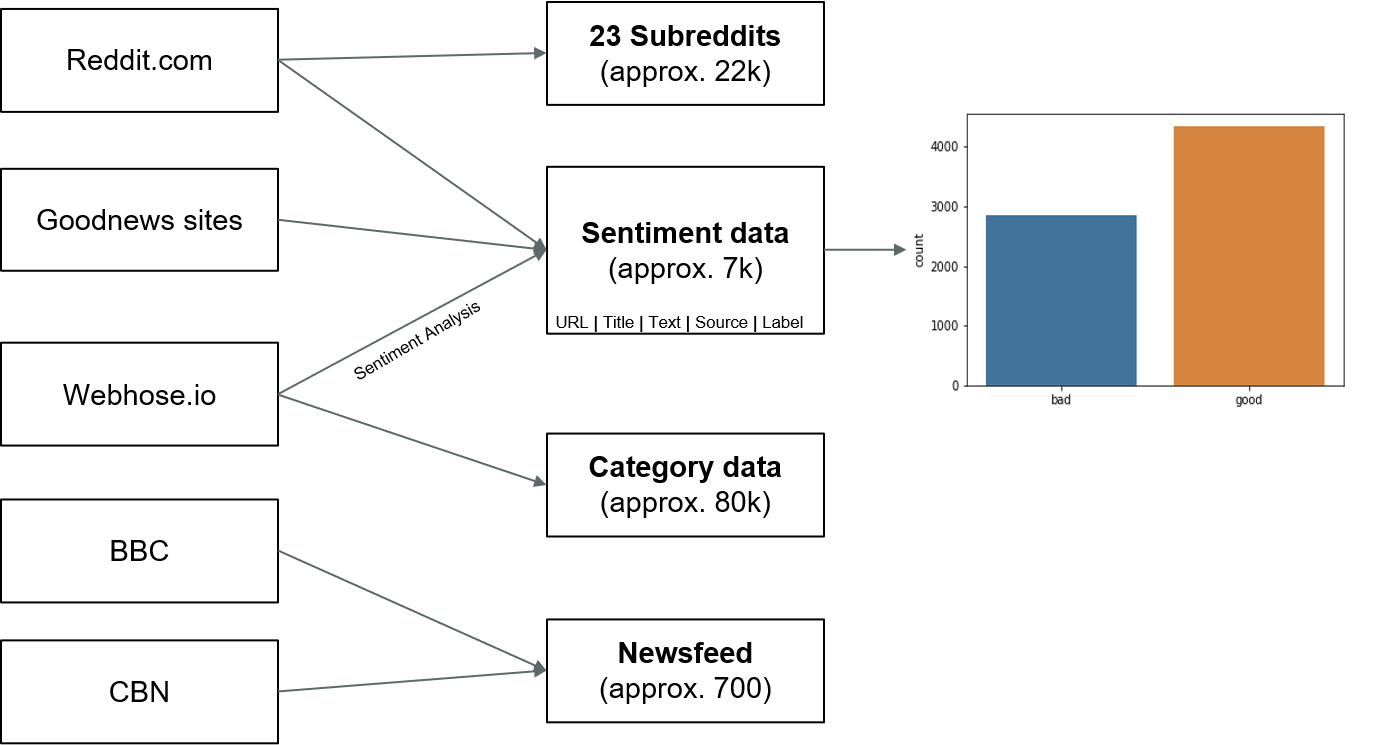 Reddit.com
Goodnews sites
Webhose.io
BBC
CBN
Sentiment Analysis
23 Subreddits
(approx. 22k)
Sentiment data
(approx. 7k)
URL | Title | Text | Source | Label
Category data
(approx. 80k)
Newsfeed
(approx. 700)
count
4000
3000
2000
1000
0
bad
good